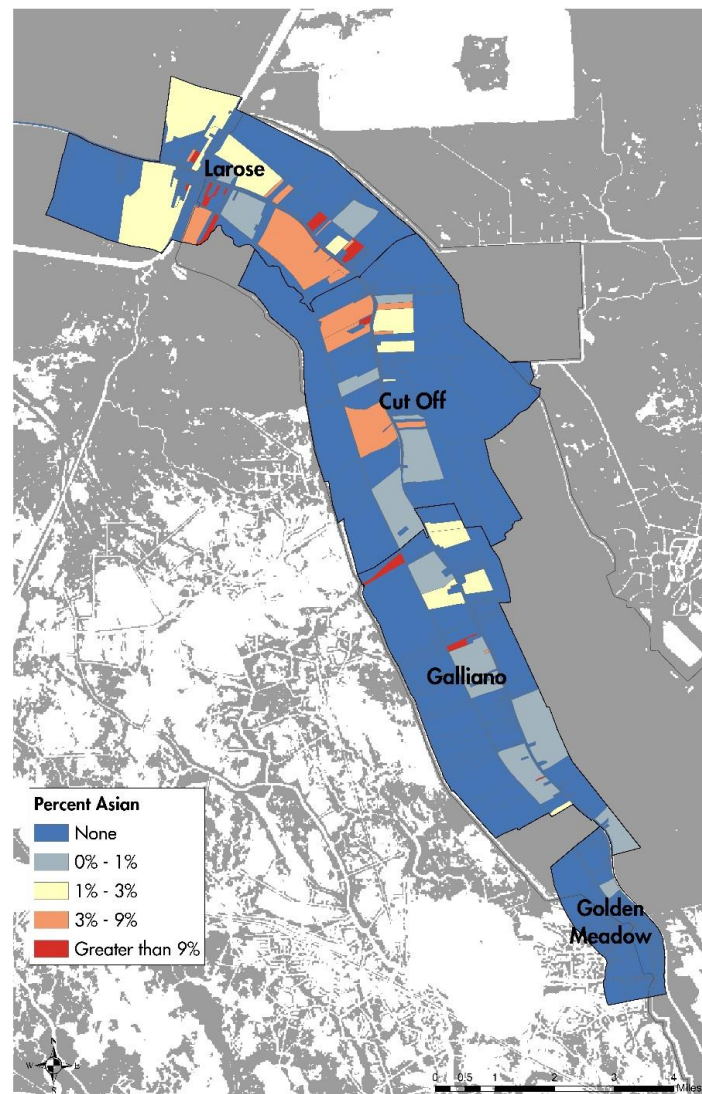 Larose
Cut Off
Galliano
Golden
Meadow
Percent Asian
None
0% - 1%
1% - 3%
3% - 9%
Greater than 9%
N
W E
S
0 0.5 1 2 3 4
Miles